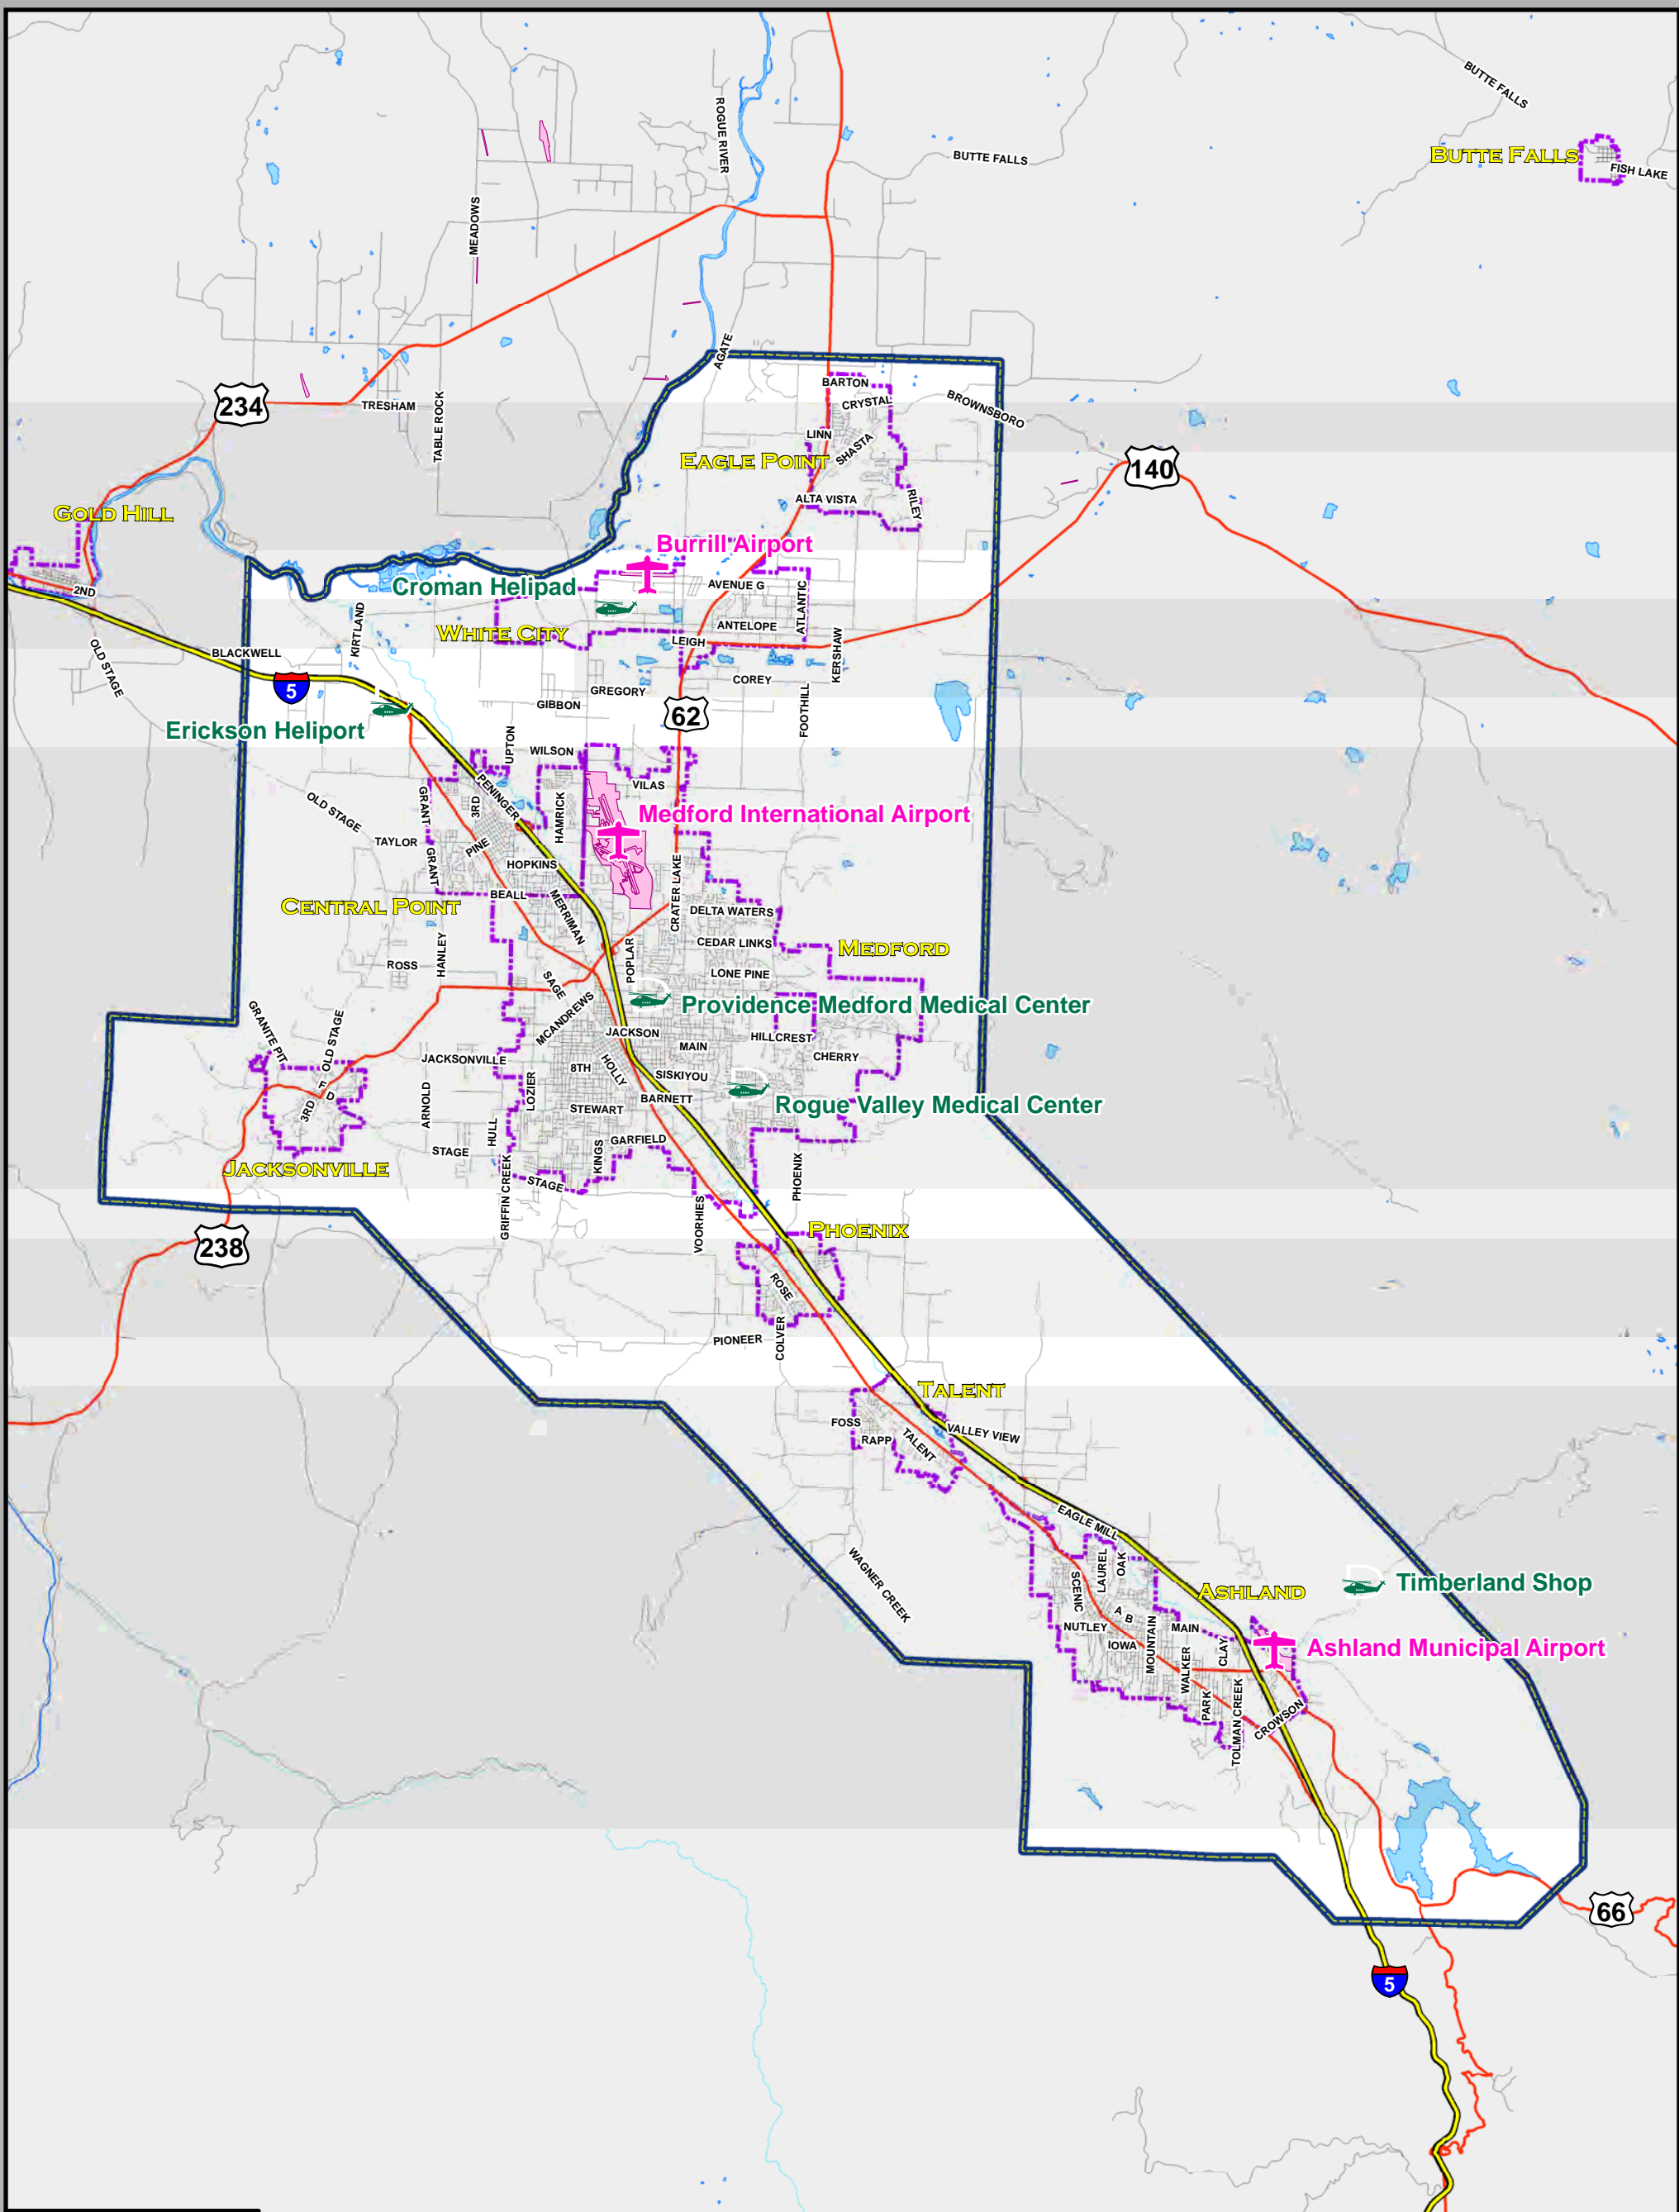 BUTTE FALLS
ROGUE RIVER
BUTTE FALLS
BUTTE FALLS
FISH LAKE
MEADOWS
AGATE
234
TRESHAM
TABLE ROCK
BARTON
CRYSTAL
BROWNSBORO
LINN
SHASTA
EAGLE POINT
140
ALTA VISTA
RILEY
GOLD HILL
2ND
Burrill Airport
Croman Helipad
AVENUE G
ATLANTIC
ANTELOPE
WHITE CITY
LEIGH
KERSHAW
KIRTLAND
OLD STAGE
BLACKWELL
5
COREY
GREGORY
GIBBON
FOOTHILL
62
Erickson Heliport
UPTON
WILSON
VILAS
PENINGER
GRANT
3RD
HAMRICK
OLD STAGE
Medford International Airport
TAYLOR
PINE
GRANT
HOPKINS
CRATER LAKE
BEALL
MERRIMAN
CENTRAL POINT
DELTA WATERS
CEDAR LINKS
MEDFORD
HANLEY
ROSS
POPLAR
LONE PINE
SAGE
Providence Medford Medical Center
MCANDREWS
GRANITE PIT
OLD STAGE
JACKSON
HILLCREST
MAIN
CHERRY
JACKSONVILLE
8TH
HOLLY
SISKIYOU
F
D
3RD
ARNOLD
LOZIER
BARNETT
STEWART
Rogue Valley Medical Center
HULL
GARFIELD
STAGE
KINGS
JACKSONVILLE
PHOENIX
GRIFFIN CREEK
STAGE
VOORHIES
238
PHOENIX
ROSE
PIONEER
COLVER
TALENT
FOSS
RAPP
TALENT
VALLEY VIEW
EAGLE MILL
WAGNER CREEK
SCENIC
LAUREL
OAK
ASHLAND
Timberland Shop
A
B
NUTLEY
IOWA
MOUNTAIN
MAIN
WALKER
CLAY
Ashland Municipal Airport
PARK
TOLMAN CREEK
CROWSON
66
5